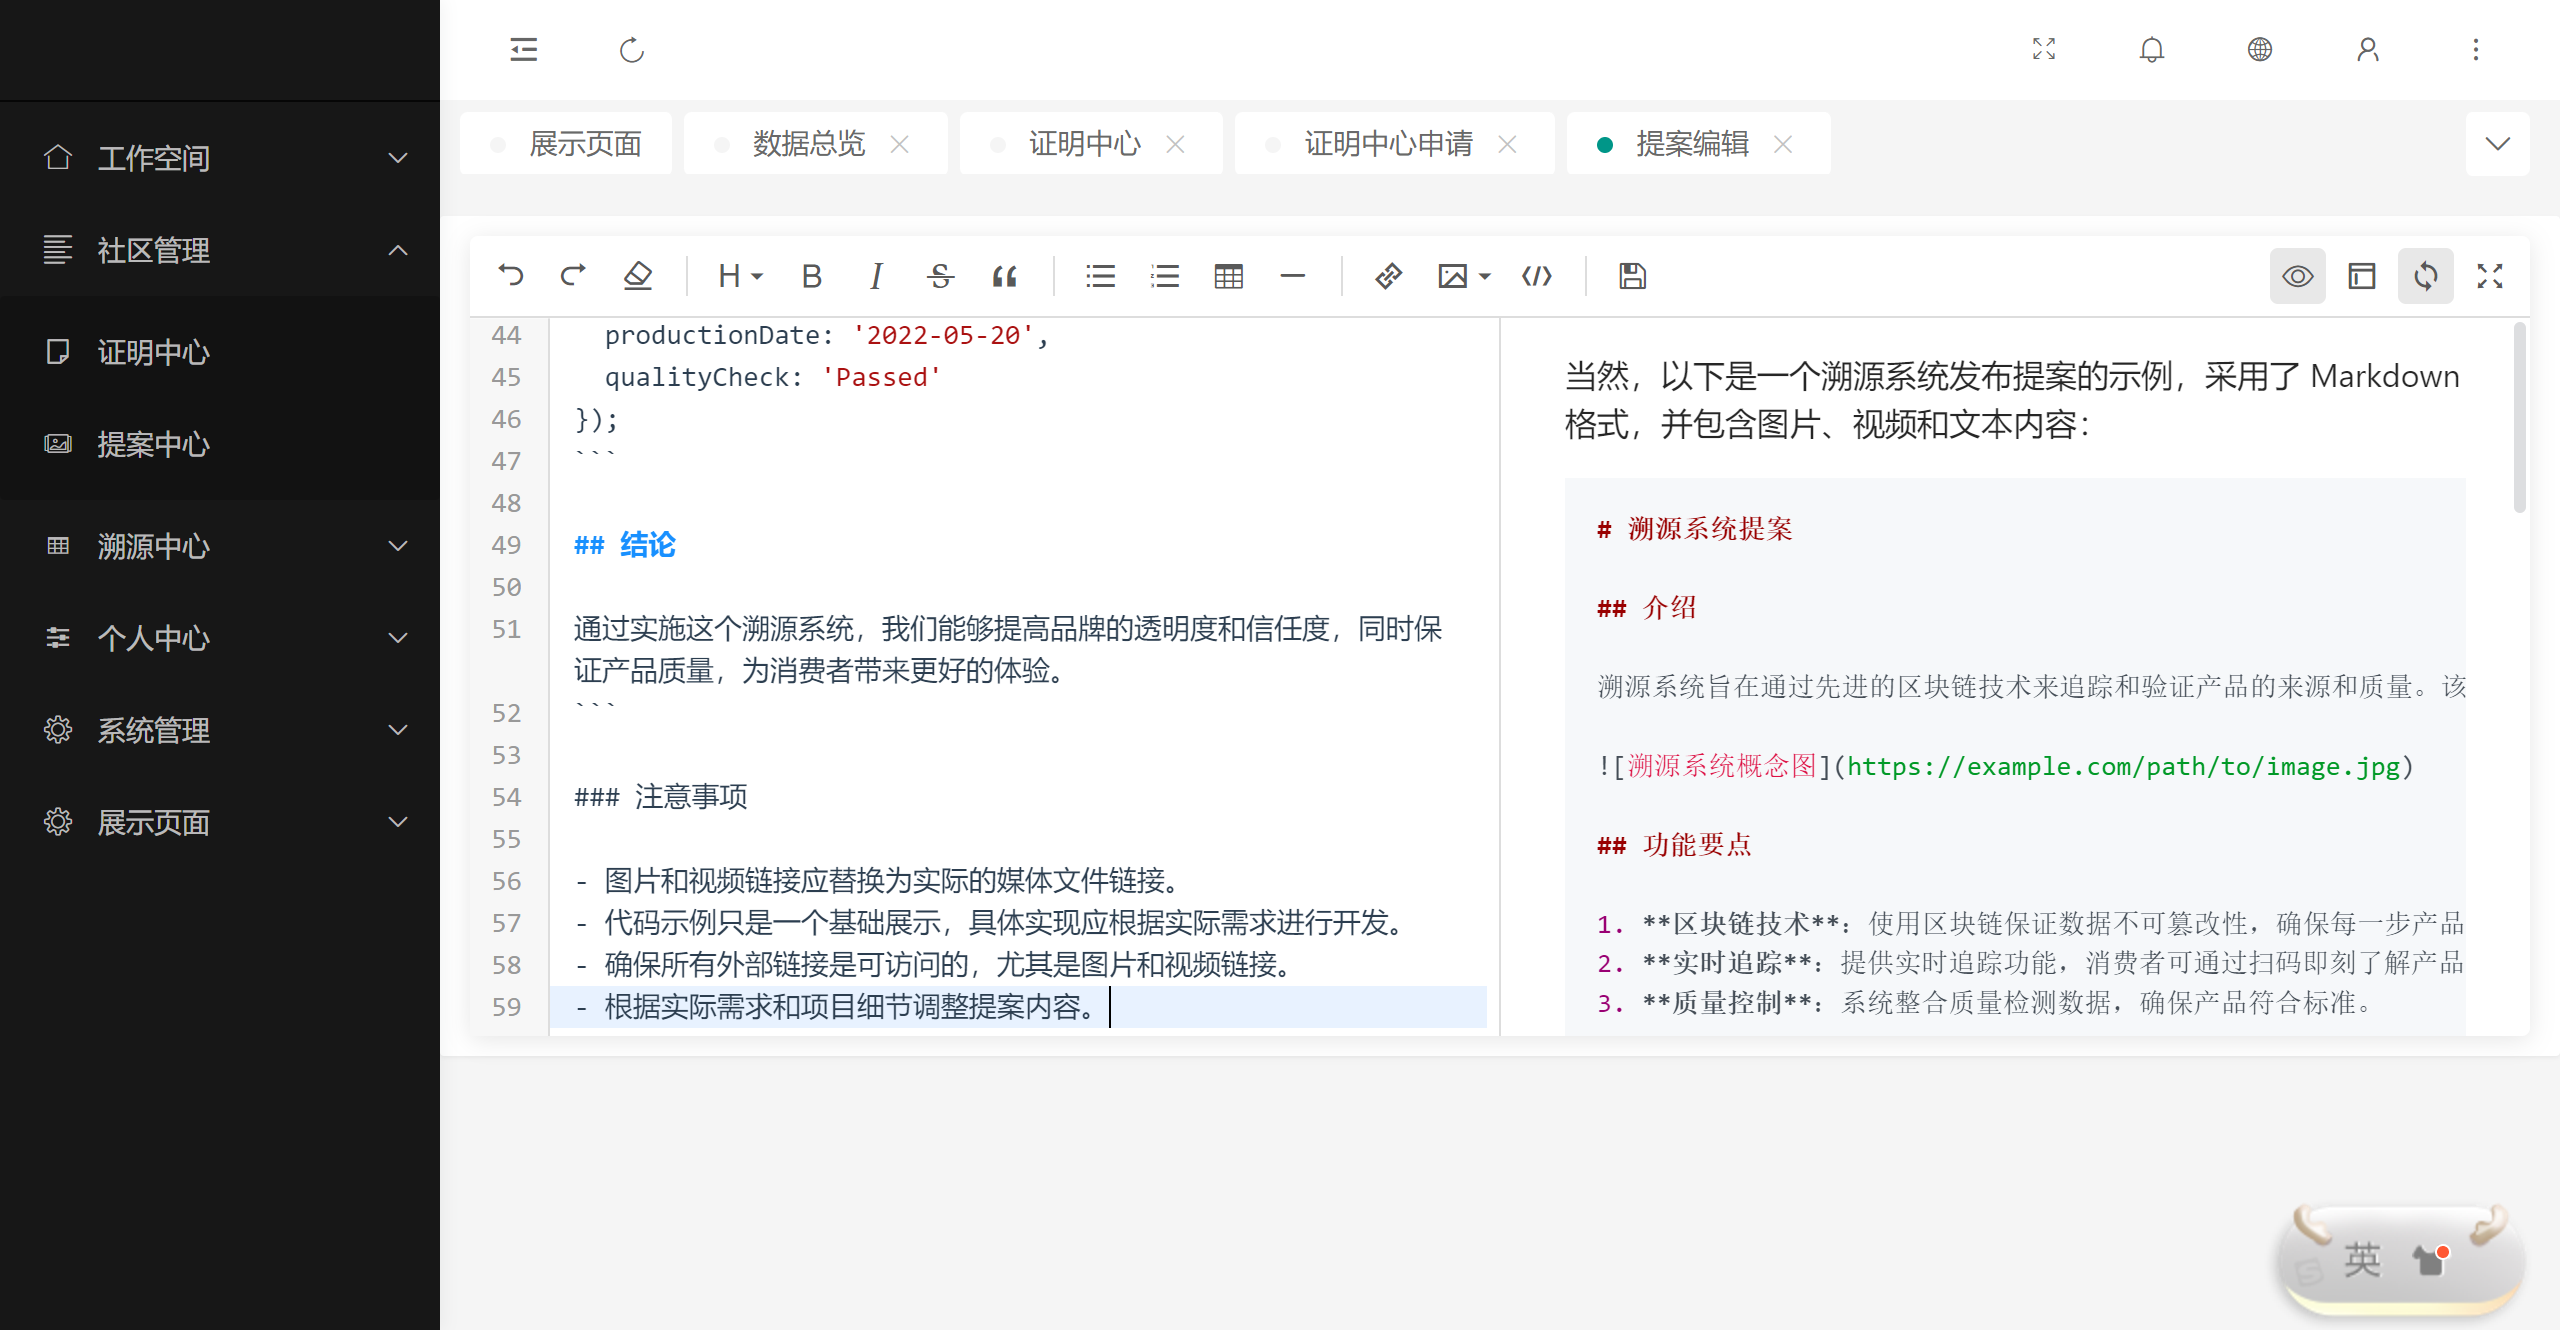 展示页面
数据总览
证明中心
证明中心申请
提案编辑
工作空间
社区管理
证明中心
提案中心
溯源中心
个人中心
系统管理
展示页面
H B I S
44 productionDate: '2022-05-20',
45 qualityCheck: 'Passed'
46 });
47 ```
48
49 ## 结论
50
51 通过实施这个溯源系统，我们能够提高品牌的透明度和信任度，同时保
证产品质量，为消费者带来更好的体验。
52 ```
53
54 ### 注意事项
55
56 - 图片和视频链接应替换为实际的媒体文件链接。
57 - 代码示例只是一个基础展示，具体实现应根据实际需求进行开发。
58 - 确保所有外部链接是可访问的，尤其是图片和视频链接。
59 - 根据实际需求和项目细节调整提案内容。
当然，以下是一个溯源系统发布提案的示例，采用了 Markdown
格式，并包含图片、视频和文本内容：
# 溯源系统提案
## 介绍
溯源系统旨在通过先进的区块链技术来追踪和验证产品的来源和质量。该
![溯源系统概念图](https://example.com/path/to/image.jpg)
## 功能要点
1. **区块链技术**：使用区块链保证数据不可篡改性，确保每一步产品
2. **实时追踪**：提供实时追踪功能，消费者可通过扫码即刻了解产品
3. **质量控制**：系统整合质量检测数据，确保产品符合标准。
英